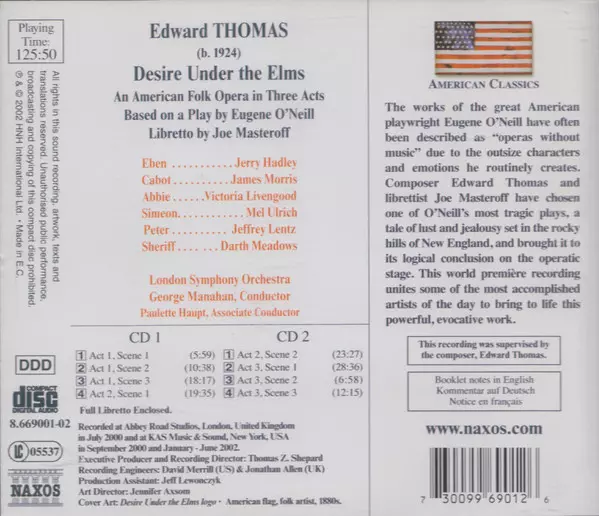 Playing
Time:
125:50
All rights in this sound recording, artwork, texts and
translations reserved. Unauthorised public performance,
broadcasting and copying of this compact disc prohibited.
℗ & © 2002 HNH International Ltd. • Made in E.C.
DDD
COMPACT
disc
DIGITAL AUDIO
8.669001-02
LC 05537
NAXOS
Edward THOMAS
(b. 1924)
Desire Under the Elms
An American Folk Opera in Three Acts
Based on a Play by Eugene O'Neill
Libretto by Joe Masteroff
Eben ........... Jerry Hadley
Cabot .......... James Morris
Abbie ...... Victoria Livengood
Simeon........... Mel Ulrich
Peter .......... Jeffrey Lentz
Sheriff ....... Darth Meadows
London Symphony Orchestra
George Manahan, Conductor
Paulette Haupt, Associate Conductor
CD 1
1 Act 1, Scene 1 (5:59)
2 Act 1, Scene 2 (10:38)
3 Act 1, Scene 3 (18:17)
4 Act 2, Scene 1 (19:35)
CD 2
1 Act 2, Scene 2 (23:27)
2 Act 3, Scene 1 (28:36)
3 Act 3, Scene 2 (6:58)
4 Act 3, Scene 3 (12:15)
Full Libretto Enclosed.
Recorded at Abbey Road Studios, London, United Kingdom
in July 2000 and at KAS Music & Sound, New York, USA
in September 2000 and January - June 2002.
Executive Producer and Recording Director: Thomas Z. Shepard
Recording Engineers: David Merrill (US) & Jonathan Allen (UK)
Production Assistant: Jeff Lewonczyk
Art Director: Jennifer Axsom
Cover Art: Desire Under the Elms logo • American flag, folk artist, 1880s.
AMERICAN CLASSICS
The works of the great American
playwright Eugene O'Neill have often
been described as "operas without
music" due to the outsize characters
and emotions he routinely creates.
Composer Edward Thomas and
librettist Joe Masteroff have chosen
one of O'Neill's most tragic plays, a
tale of lust and jealousy set in the rocky
hills of New England, and brought it to
its logical conclusion on the operatic
stage. This world première recording
unites some of the most accomplished
artists of the day to bring to life this
powerful, evocative work.
This recording was supervised by
the composer, Edward Thomas.
Booklet notes in English
Kommentar auf Deutsch
Notice en français
www.naxos.com
7 30099 69012 6